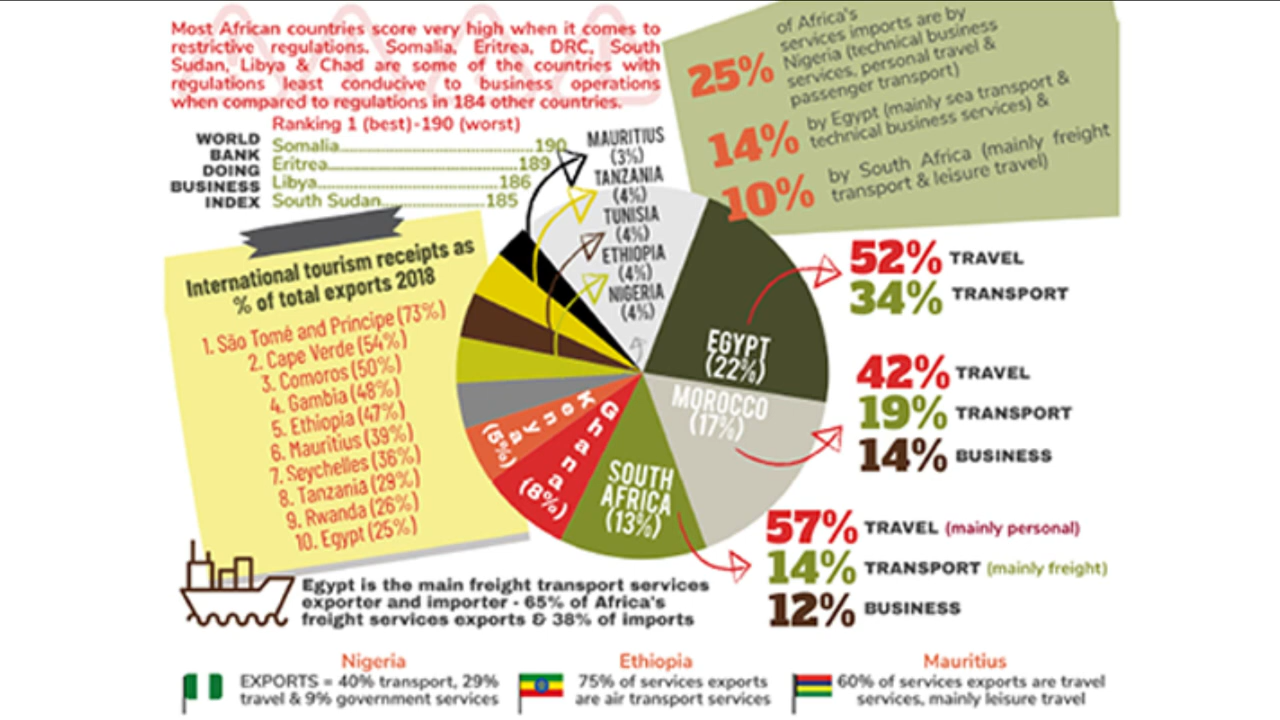 Most African countries score very high when it comes to
restrictive regulations. Somalia, Eritrea, DRC, South
Sudan, Libya & Chad are some of the countries with
regulations least conducive to business operations
when compared to regulations in 184 other countries.
Ranking 1 (best)-190 (worst)
WORLD
BANK
DOING
BUSINESS
INDEX
Somalia 190
Eritrea 189
Libya 186
South Sudan 185
25%
of Africa's
services imports are by
Nigeria (technical business
services, personal travel &
passenger transport)
14%
by Egypt (mainly sea transport &
technical business services) &
10%
by South Africa (mainly freight
transport & leisure travel)
International tourism receipts as
% of total exports 2018
1. São Tomé and Principe (73%)
2. Cape Verde (54%)
3. Comoros (50%)
4. Gambia (48%)
5. Ethiopia (47%)
6. Mauritius (39%)
7. Seychelles (36%)
8. Tanzania (29%)
9. Rwanda (26%)
10. Egypt (25%)
MAURITIUS
(3%)
TANZANIA
(4%)
TUNISIA
(4%)
ETHIOPIA
(4%)
NIGERIA
(4%)
EGYPT
(22%)
MOROCCO
(17%)
SOUTH
AFRICA
(13%)
Ghana
(8%)
Kenya
(5%)
52% TRAVEL
34% TRANSPORT
42% TRAVEL
19% TRANSPORT
14% BUSINESS
57% TRAVEL (mainly personal)
14% TRANSPORT (mainly freight)
12% BUSINESS
Egypt is the main freight transport services
exporter and importer - 65% of Africa's
freight services exports & 38% of imports
Nigeria
EXPORTS = 40% transport, 29%
travel & 9% government services
Ethiopia
75% of services exports
are air transport services
Mauritius
60% of services exports are travel
services, mainly leisure travel